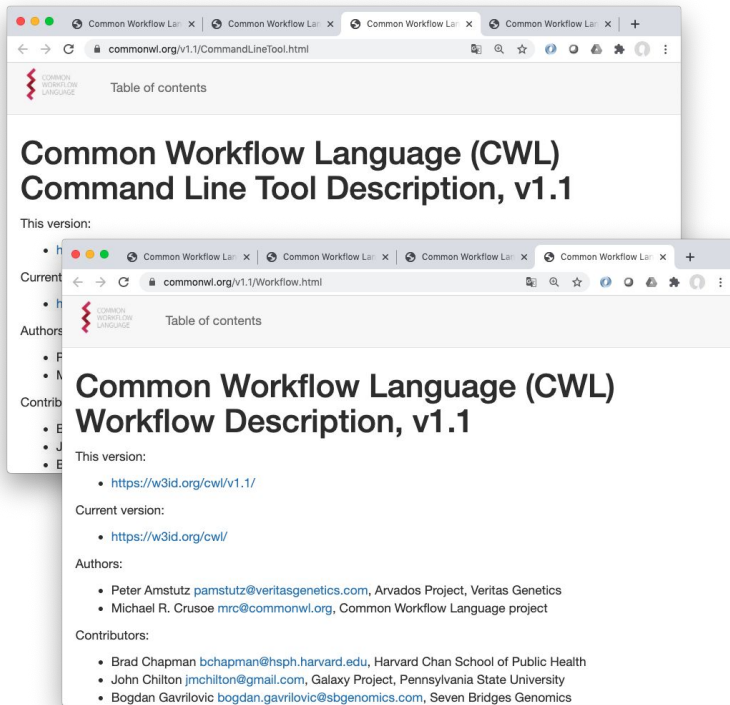 Common Workflow Lan
Common Workflow Lan
Common Workflow Lan
Common Workflow Lan
commonwl.org/v1.1/CommandLineTool.html
COMMON
WORKFLOW
LANGUAGE
Table of contents
Common Workflow Language (CWL)
Command Line Tool Description, v1.1
This version:
Current
Authors
Contrib
Common Workflow Lan
Common Workflow Lan
Common Workflow Lan
Common Workflow Lan
commonwl.org/v1.1/Workflow.html
COMMON
WORKFLOW
LANGUAGE
Table of contents
Common Workflow Language (CWL)
Workflow Description, v1.1
This version:
• https://w3id.org/cwl/v1.1/
Current version:
• https://w3id.org/cwl/
Authors:
• Peter Amstutz pamstutz@veritasgenetics.com, Arvados Project, Veritas Genetics
• Michael R. Crusoe mrc@commonwl.org, Common Workflow Language project
Contributors:
• Brad Chapman bchapman@hsph.harvard.edu, Harvard Chan School of Public Health
• John Chilton jmchilton@gmail.com, Galaxy Project, Pennsylvania State University
• Bogdan Gavrilovic bogdan.gavrilovic@sbgenomics.com, Seven Bridges Genomics